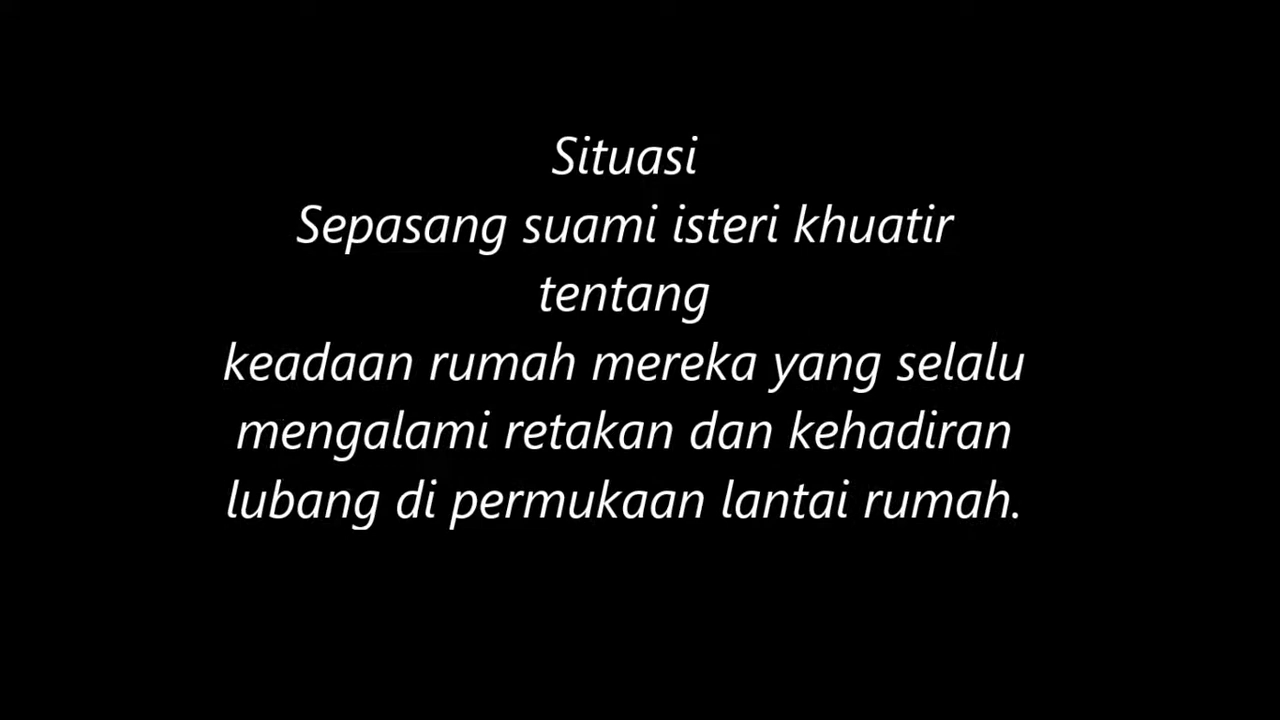 Situasi
Sepasang suami isteri khuatir
tentang
keadaan rumah mereka yang selalu
mengalami retakan dan kehadiran
lubang di permukaan lantai rumah.